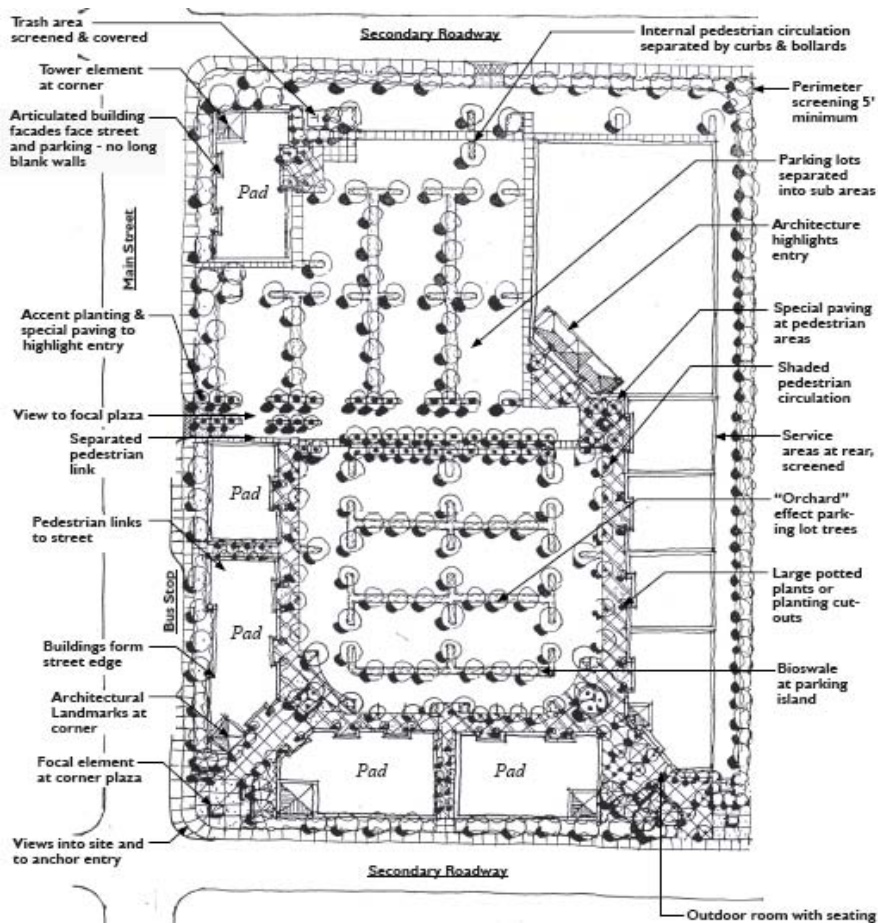 Trash area
screened & covered
Tower element
at corner
Articulated building
facades face street
and parking - no long
blank walls
Main Street
Accent planting &
special paving to
highlight entry
View to focal plaza
Separated
pedestrian
link
Pedestrian links
to street
Bus Stop
Buildings form
street edge
Architectural
Landmarks at
corner
Focal element
at corner plaza
Views into site and
to anchor entry
Secondary Roadway
Pad
Pad
Pad
Pad
Pad
Secondary Roadway
Internal pedestrian circulation
separated by curbs & bollards
Perimeter
screening 5'
minimum
Parking lots
separated
into sub areas
Architecture
highlights
entry
Special paving
at pedestrian
areas
Shaded
pedestrian
circulation
Service
areas at rear,
screened
“Orchard”
effect park-
ing lot trees
Large potted
plants or
planting cut-
outs
Bioswale
at parking
island
Outdoor room with seating